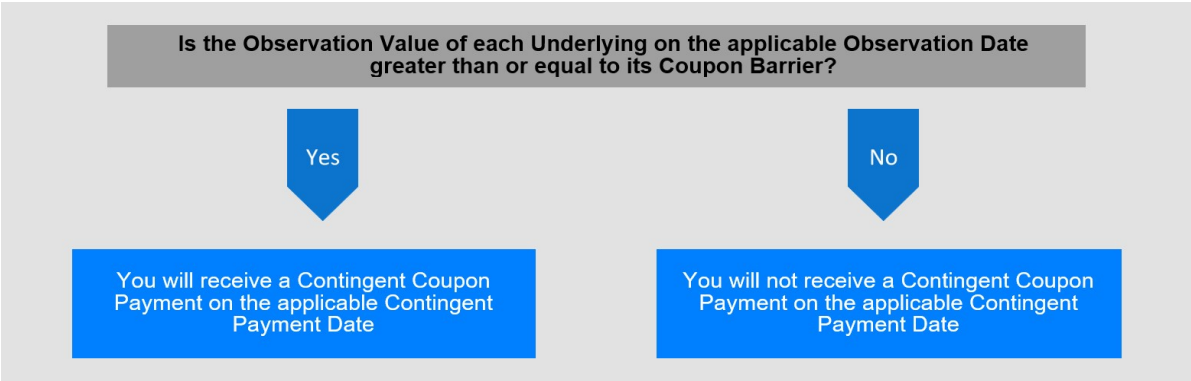 Is the Observation Value of each Underlying on the applicable Observation Date
greater than or equal to its Coupon Barrier?
Yes
No
You will receive a Contingent Coupon
Payment on the applicable Contingent
Payment Date
You will not receive a Contingent Coupon
Payment on the applicable Contingent
Payment Date